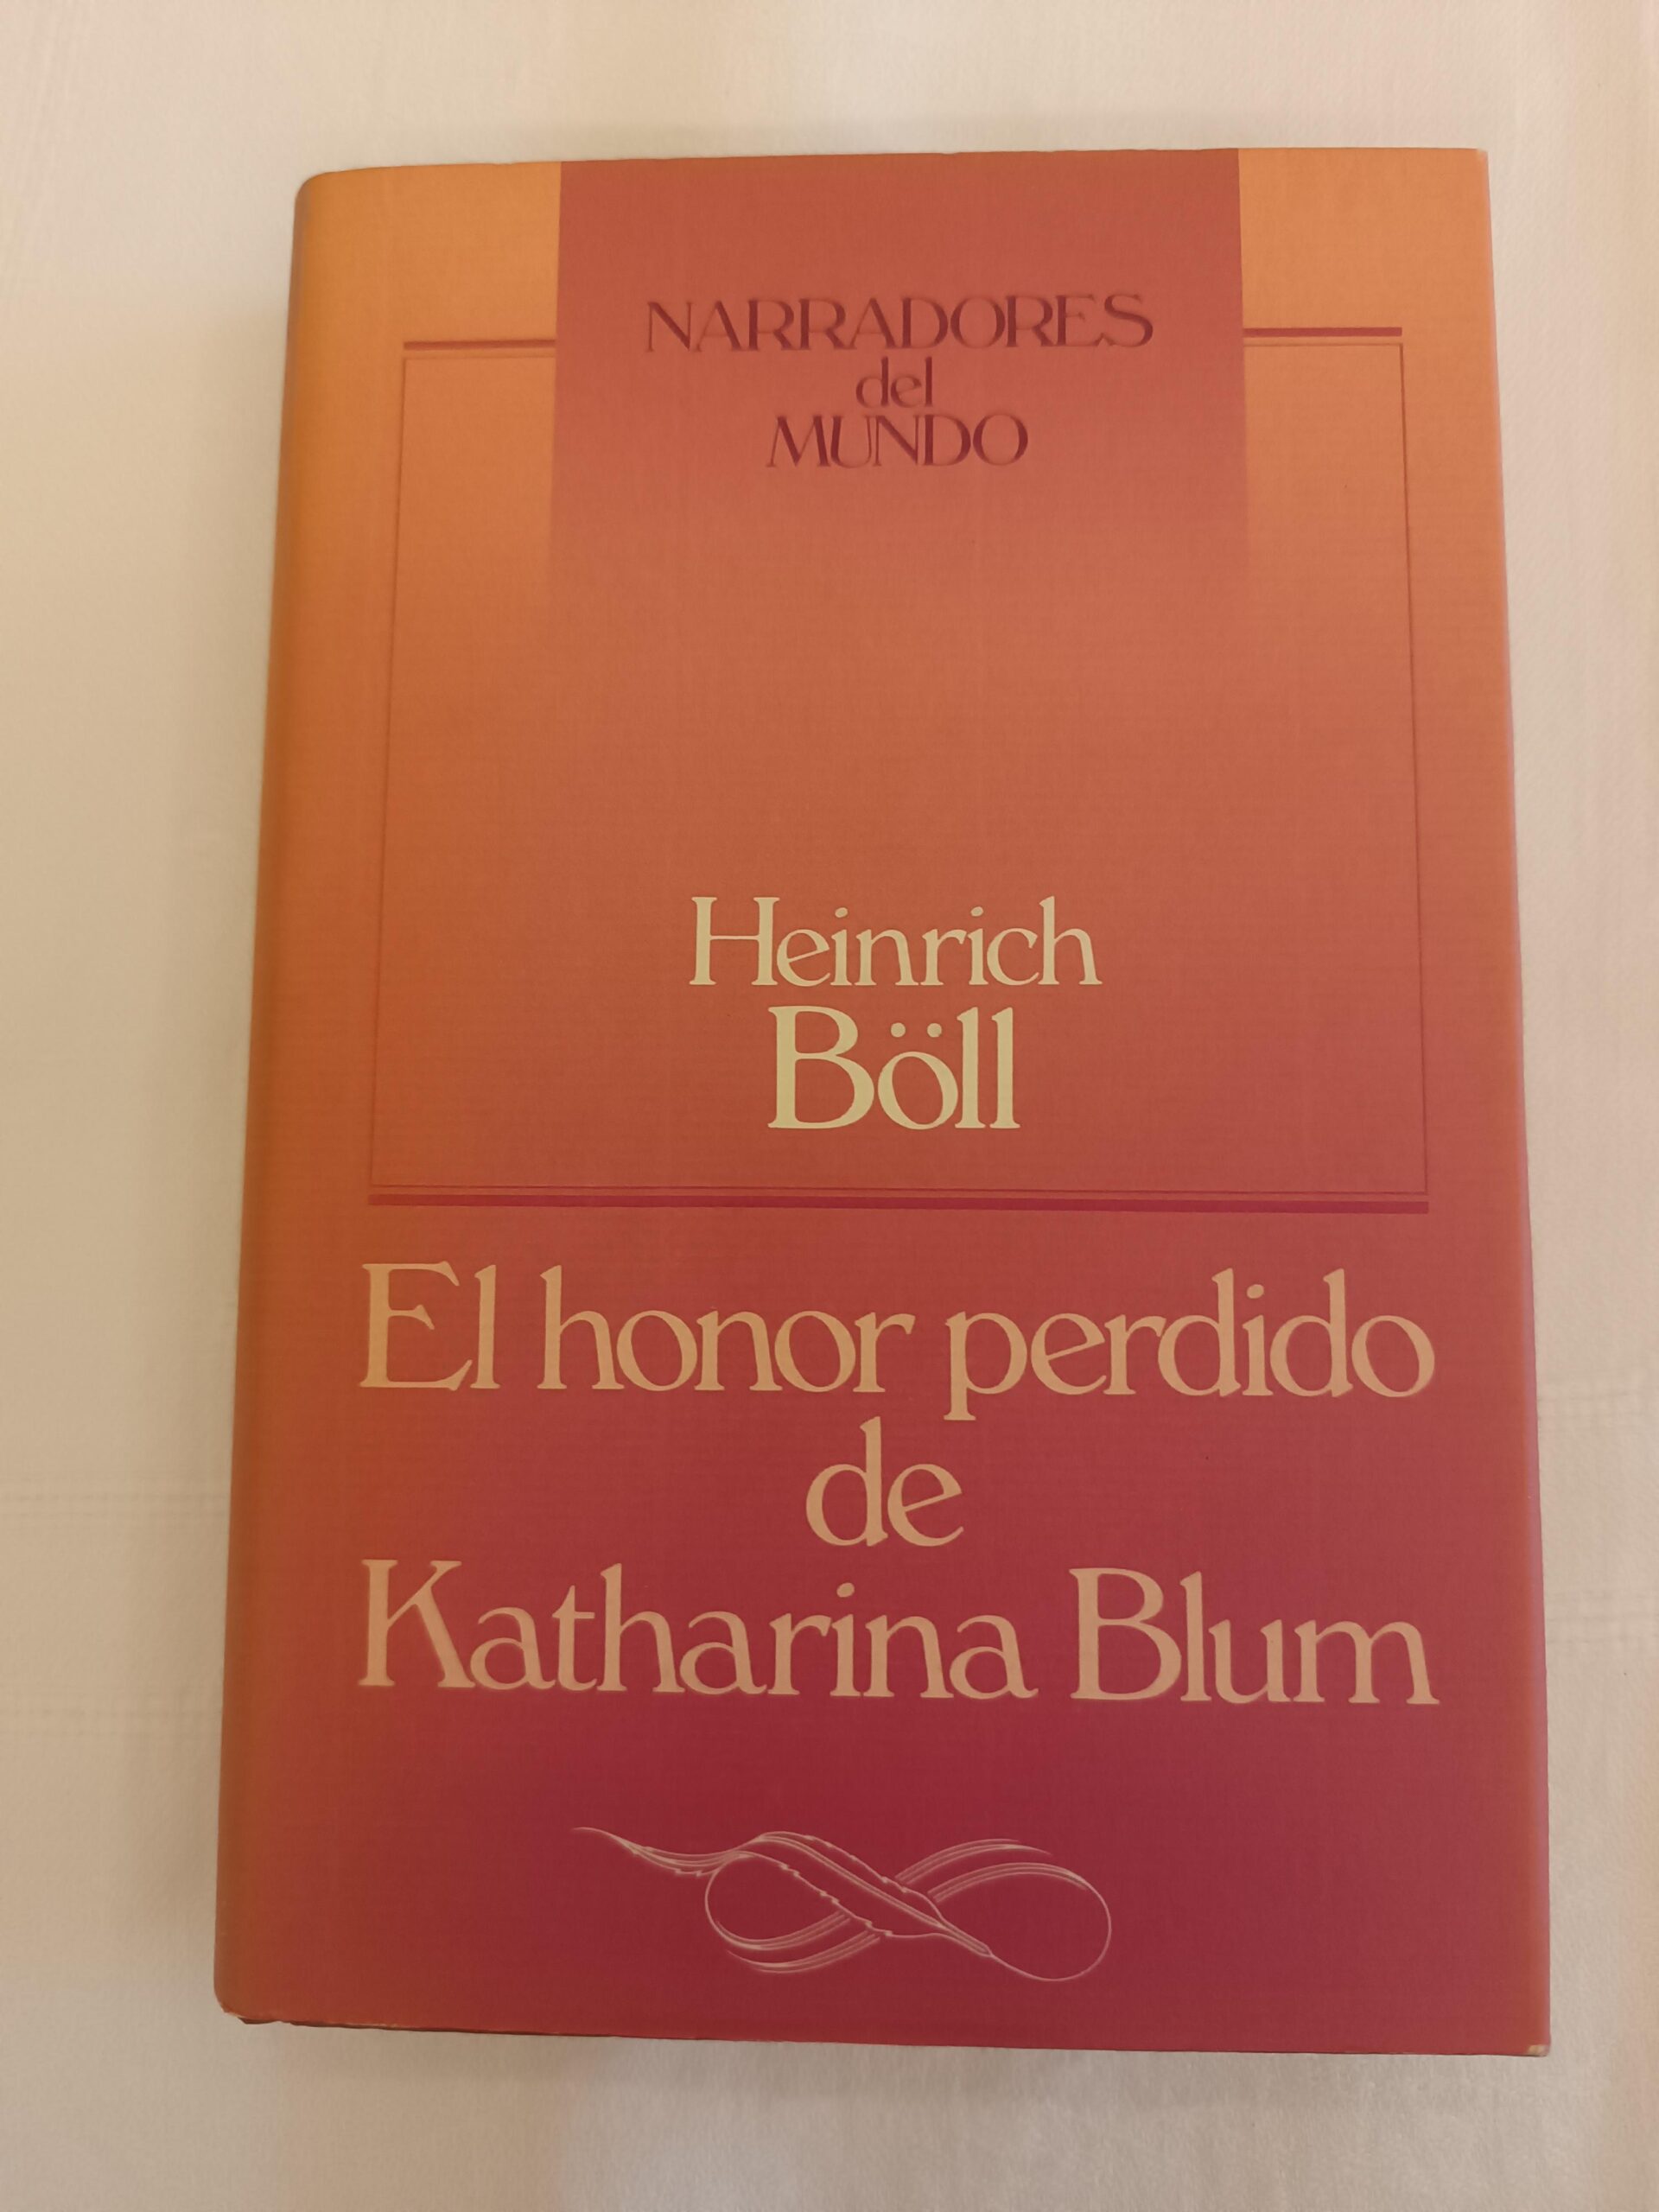 NARRADORES
del
MUNDO
Heinrich
Böll
El honor perdido
de
Katharina Blum